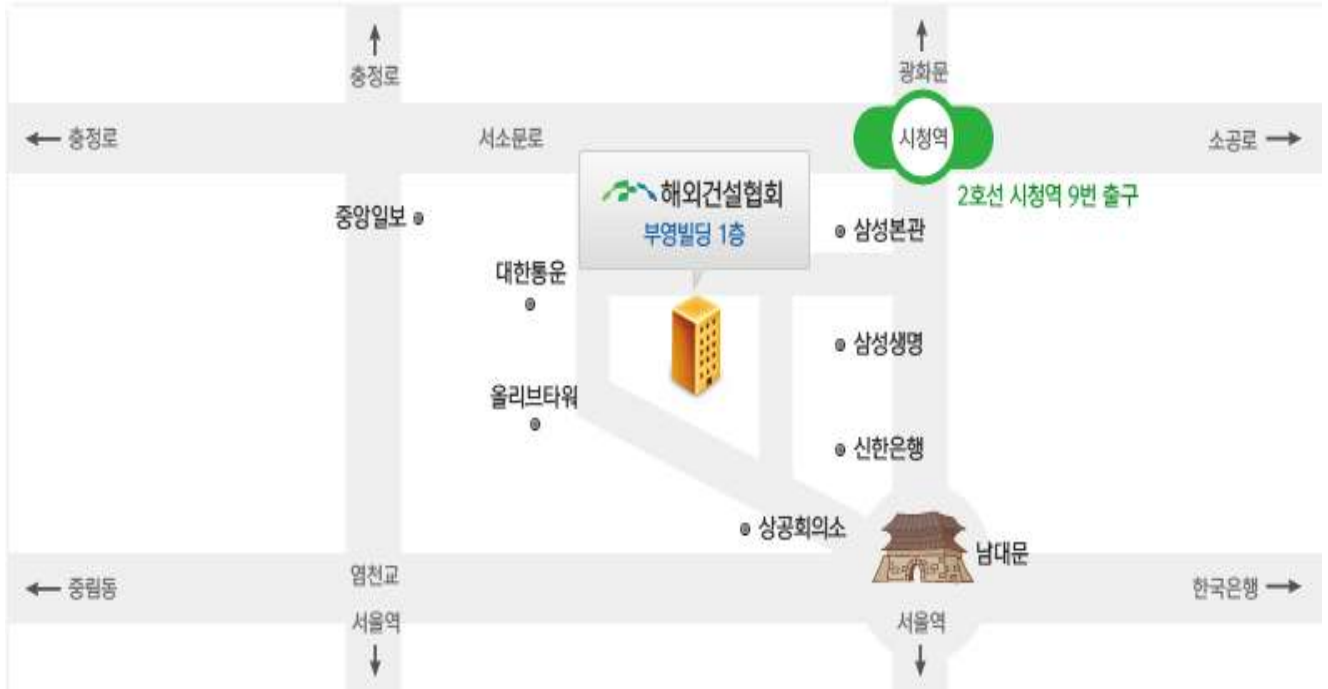 충정로
광화문
← 충정로
서소문로
시청역
소공로 →
해외건설협회
부영빌딩 1층
2호선 시청역 9번 출구
중앙일보
삼성본관
대한통운
삼성생명
올리브타워
신한은행
상공회의소
남대문
← 중림동
염천교
한국은행 →
서울역
서울역